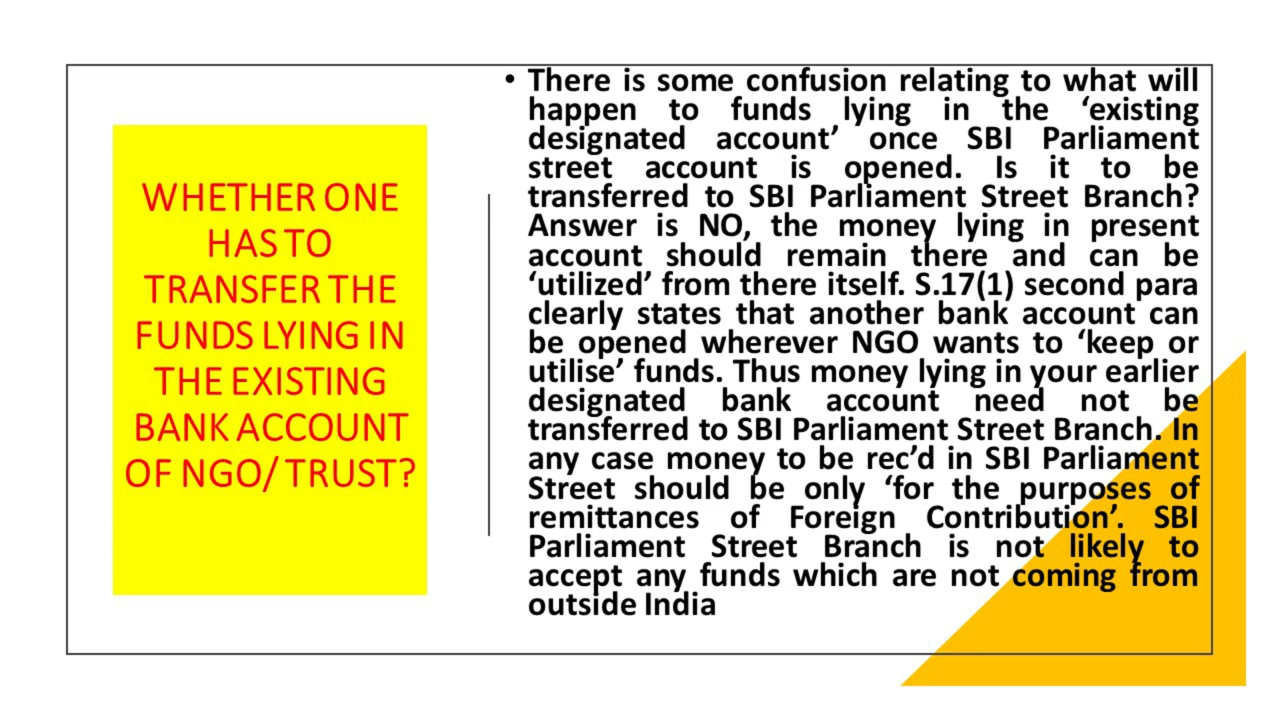 WHETHER ONE
HAS TO
TRANSFER THE
FUNDS LYING IN
THE EXISTING
BANK ACCOUNT
OF NGO/ TRUST?
• There is some confusion relating to what will
happen to funds lying in the ‘existing
designated account’ once SBI Parliament
street account is opened. Is it to be
transferred to SBI Parliament Street Branch?
Answer is NO, the money lying in present
account should remain there and can be
‘utilized’ from there itself. S.17(1) second para
clearly states that another bank account can
be opened wherever NGO wants to ‘keep or
utilise’ funds. Thus money lying in your earlier
designated bank account need not be
transferred to SBI Parliament Street Branch. In
any case money to be rec’d in SBI Parliament
Street should be only ‘for the purposes of
remittances of Foreign Contribution’. SBI
Parliament Street Branch is not likely to
accept any funds which are not coming from
outside India